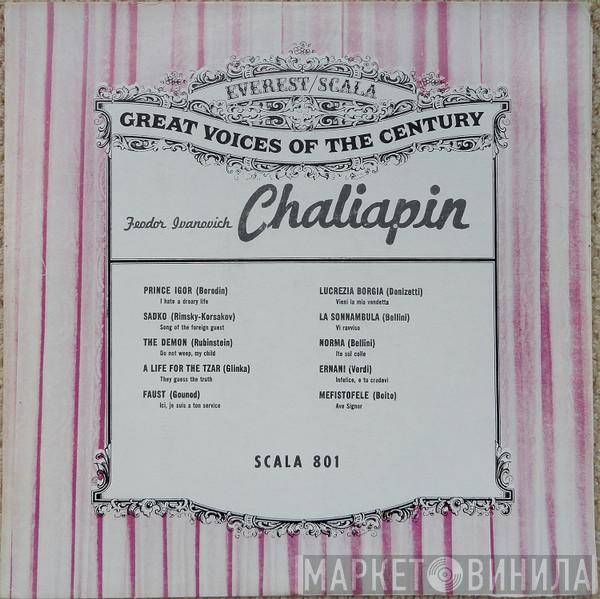 EVEREST/SCALA
GREAT VOICES OF THE CENTURY
Feodor Ivanovich Chaliapin
PRINCE IGOR (Borodin)
I hate a dreary life
SADKO (Rimsky-Korsakov)
Song of the foreign guest
THE DEMON (Rubinstein)
Do not weep, my child
A LIFE FOR THE TZAR (Glinka)
They guess the truth
FAUST (Gounod)
Ici, je suis a ton service
LUCREZIA BORGIA (Donizetti)
Vieni la mia vendetta
LA SONNAMBULA (Bellini)
Vi ravviso
NORMA (Bellini)
Ite sul colle
ERNANI (Verdi)
Infelice, e tu credevi
MEFISTOFELE (Boito)
Ave Signor
SCALA 801
МАРКЕТ ВИНИЛА